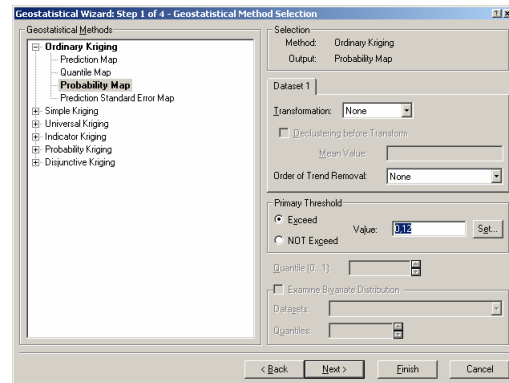 Geostatistical Wizard: Step 1 of 4 - Geostatistical Method Selection
Geostatistical Methods
Ordinary Kriging
Prediction Map
Quantile Map
Probability Map
Prediction Standard Error Map
Simple Kriging
Universal Kriging
Indicator Kriging
Probability Kriging
Disjunctive Kriging
Selection
Method: Ordinary Kriging
Output: Probability Map
Dataset 1
Transformation: None
Declustering before Transform
Mean Value:
Order of Trend Removal: None
Primary Threshold
Exceed
NOT Exceed
Value: 0.12 Set...
Quantile (0...1):
Examine Bivariate Distribution
Datasets:
Quantiles:
< Back Next > Finish Cancel